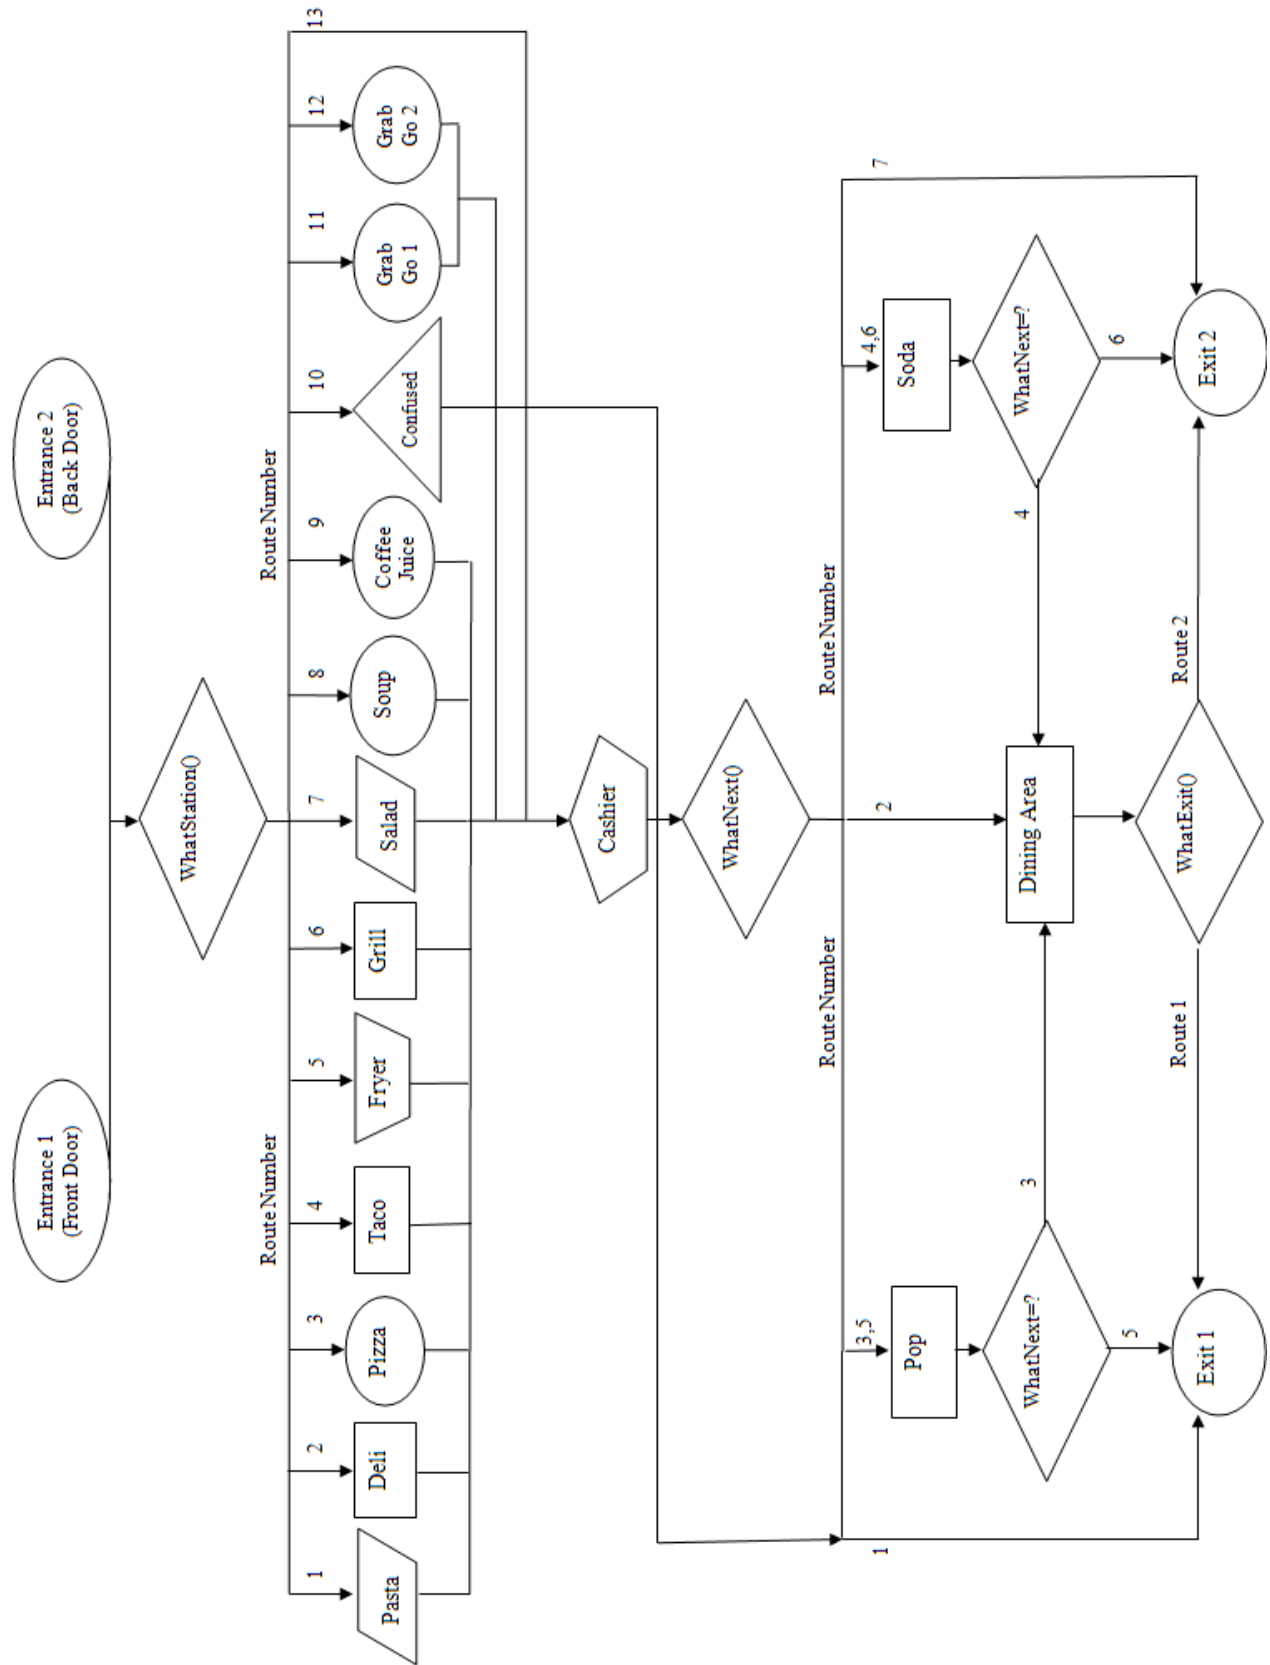 Entrance 1
(Front Door)
Entrance 2
(Back Door)
WhatStation()
Route Number
Route Number
1
2
3
4
5
6
7
8
9
10
11
12
13
Pasta
Deli
Pizza
Taco
Fryer
Grill
Salad
Soup
Coffee
Juice
Confused
Grab
Go 1
Grab
Go 2
Cashier
WhatNext()
Route Number
Route Number
1
3,5
2
4,6
7
Pop
Soda
WhatNext=?
3
Dining Area
4
WhatNext=?
5
6
Route 1
WhatExit()
Route 2
Exit 1
Exit 2